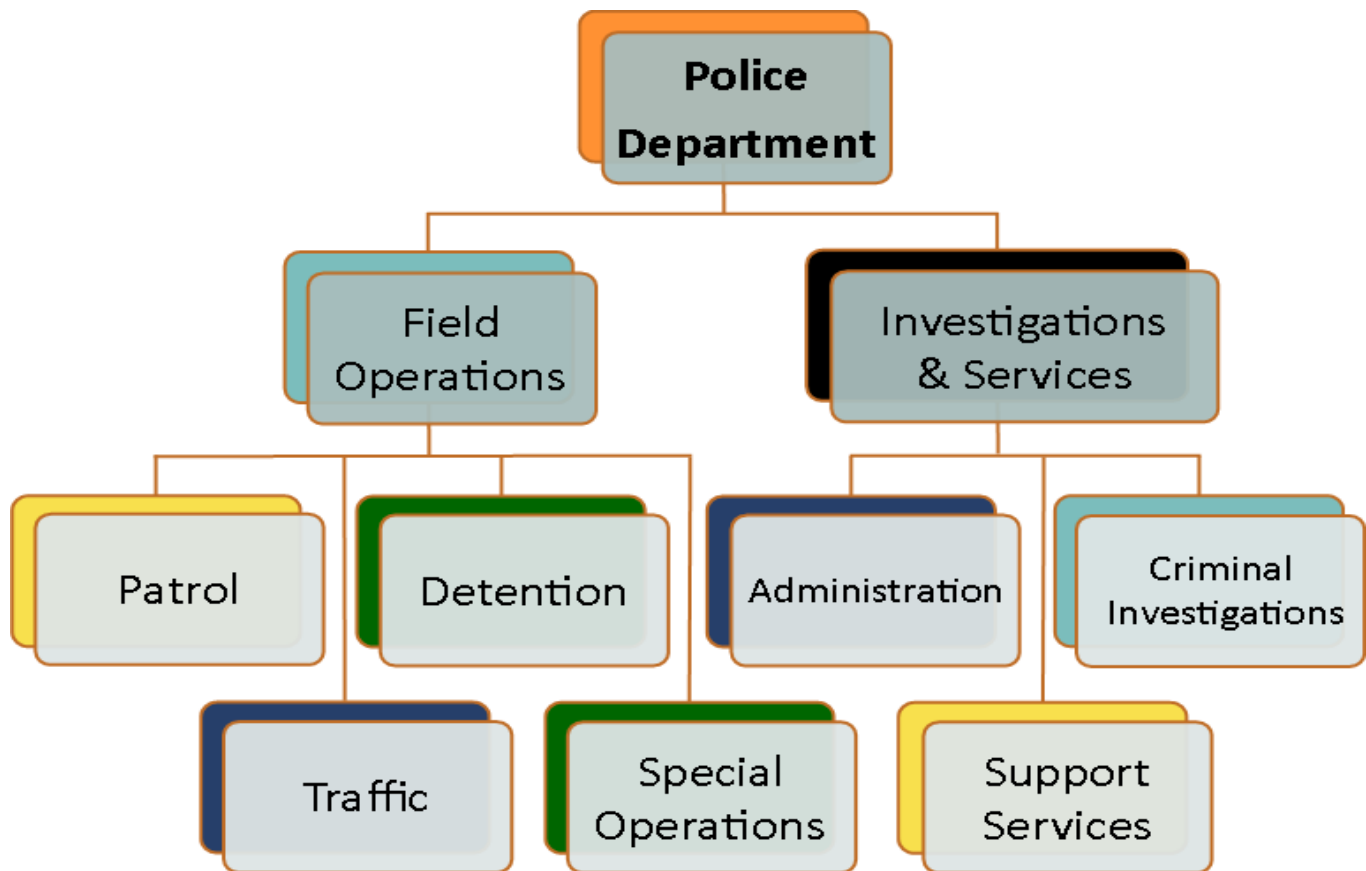 Police
Department
Field
Operations
Investigations
& Services
Patrol
Detention
Administration
Criminal
Investigations
Traffic
Special
Operations
Support
Services